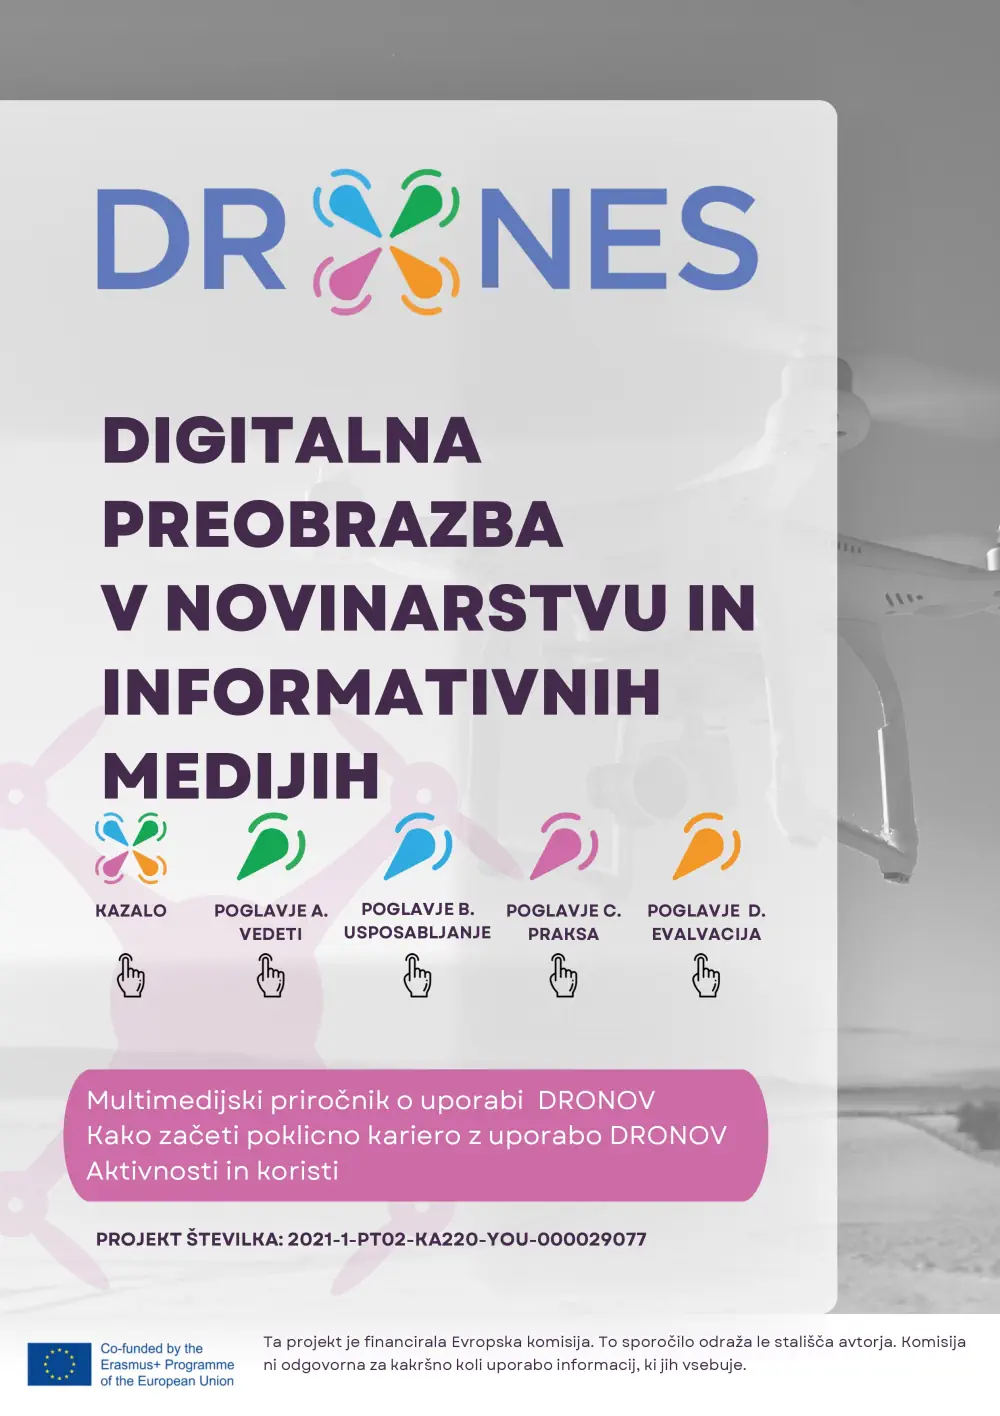 DRONES
DIGITALNA
PREOBRAZBA
V NOVINARSTVU IN
INFORMATIVNIH
MEDIJIH
KAZALO
POGLAVJE A.
VEDETI
POGLAVJE B.
USPOSABLJANJE
POGLAVJE C.
PRAKSA
POGLAVJE D.
EVALVACIJA
Multimedijski priročnik o uporabi DRONOV
Kako začeti poklicno kariero z uporabo DRONOV
Aktivnosti in koristi
PROJEKT ŠTEVILKA: 2021-1-PT02-KA220-YOU-000029077
Co-funded by the
Erasmus+ Programme
of the European Union
Ta projekt je financirala Evropska komisija. To sporočilo odraža le stališča avtorja. Komisija
ni odgovorna za kakršno koli uporabo informacij, ki jih vsebuje.